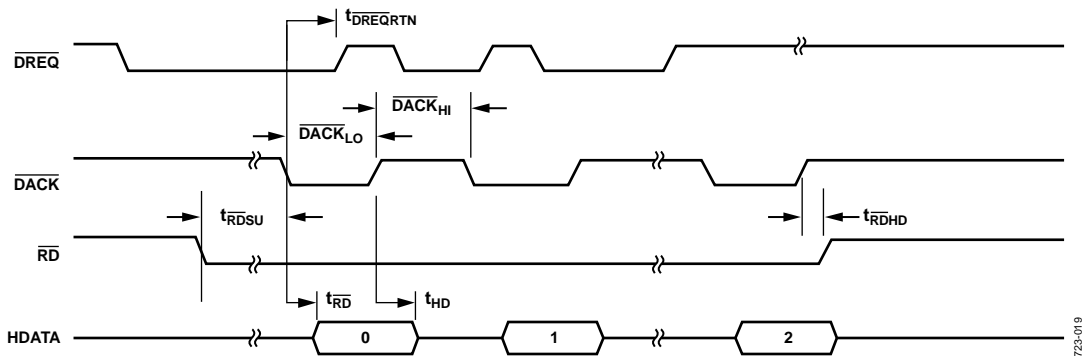 tDREQRTN
DREQ
DACKHI
DACKLO
DACK
tRDSU
tRDHD
RD
tRD
tHD
HDATA
0
1
2
723-019